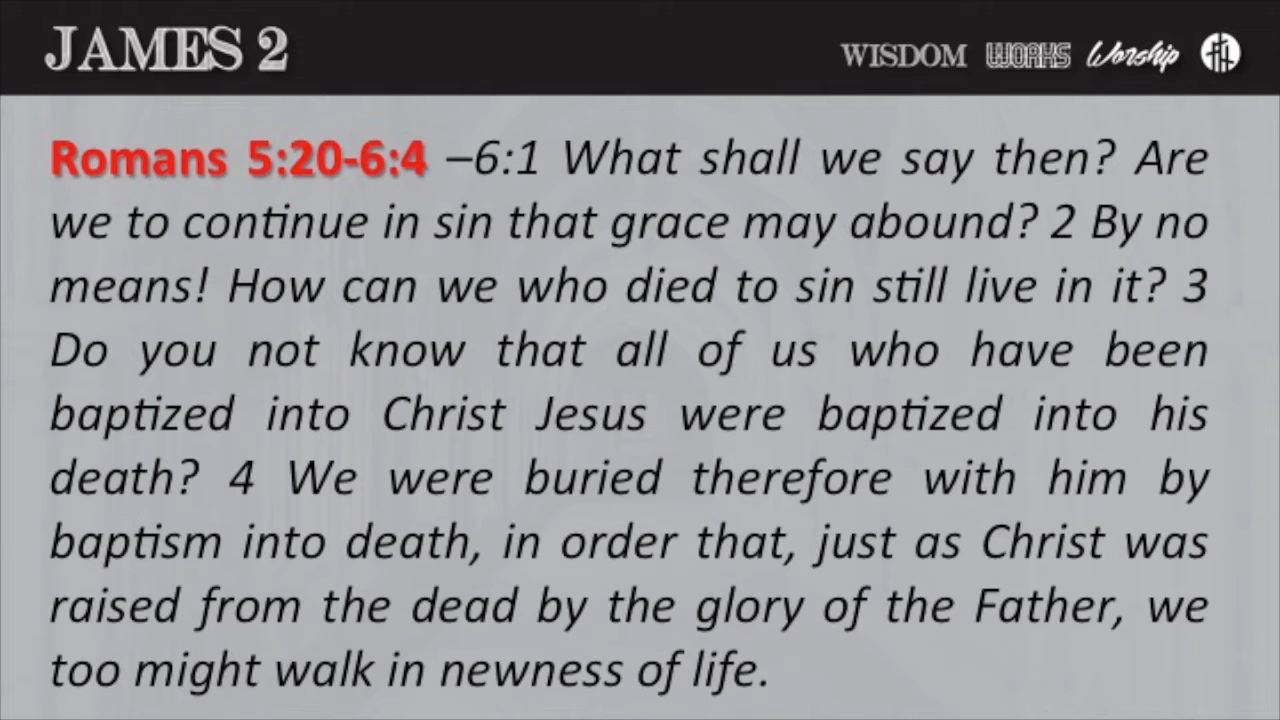 JAMES 2
WISDOM WORKS Worship
Romans 5:20-6:4 –6:1 What shall we say then? Are
we to continue in sin that grace may abound? 2 By no
means! How can we who died to sin still live in it? 3
Do you not know that all of us who have been
baptized into Christ Jesus were baptized into his
death? 4 We were buried therefore with him by
baptism into death, in order that, just as Christ was
raised from the dead by the glory of the Father, we
too might walk in newness of life.